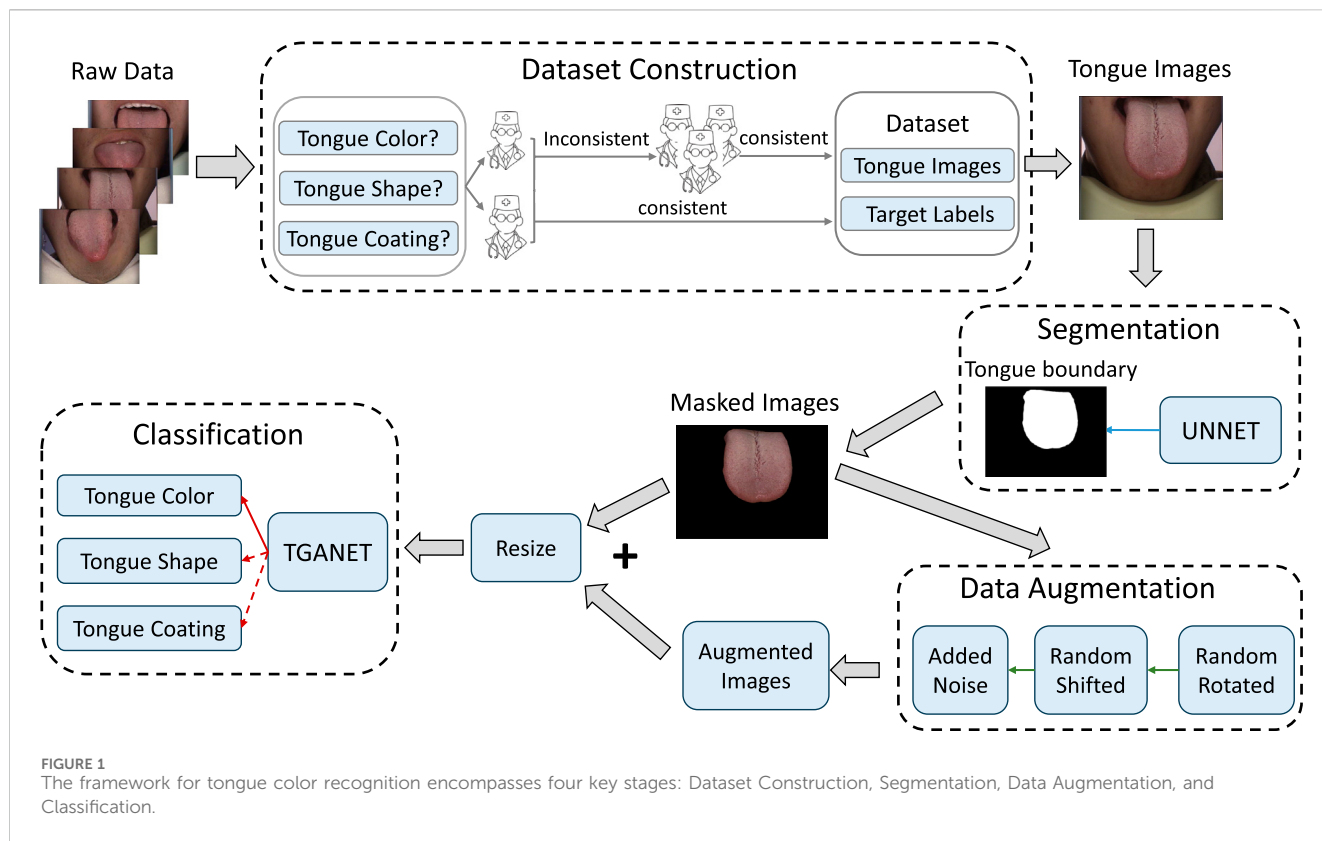 Raw Data
Dataset Construction
Tongue Color?
Tongue Shape?
Tongue Coating?
Inconsistent
consistent
consistent
Dataset
Tongue Images
Target Labels
Tongue Images
Segmentation
Tongue boundary
UNNET
Masked Images
Classification
Tongue Color
Tongue Shape
Tongue Coating
TGANET
Resize
+
Data Augmentation
Augmented
Images
Added
Noise
Random
Shifted
Random
Rotated
FIGURE 1
The framework for tongue color recognition encompasses four key stages: Dataset Construction, Segmentation, Data Augmentation, and
Classification.